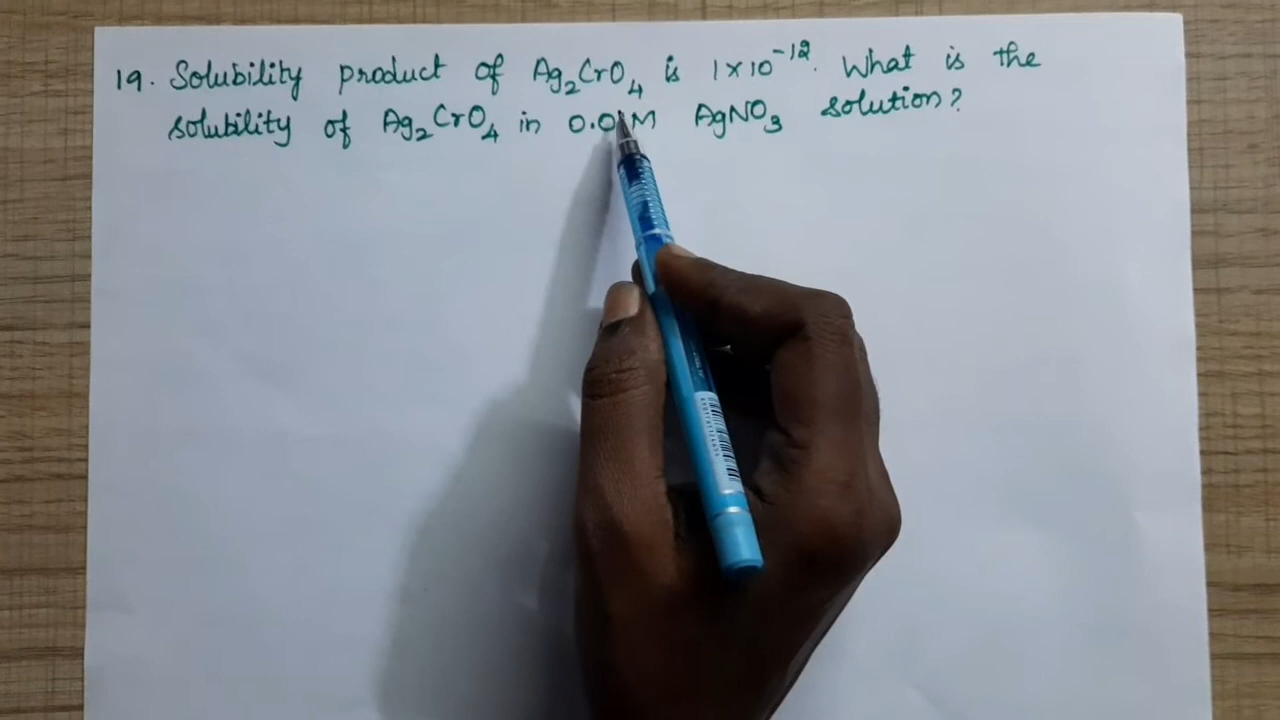 19. Solubility product of Ag₂CrO₄ is 1×10⁻¹². What is the
solubility of Ag₂CrO₄ in M AgNO₃ solution?